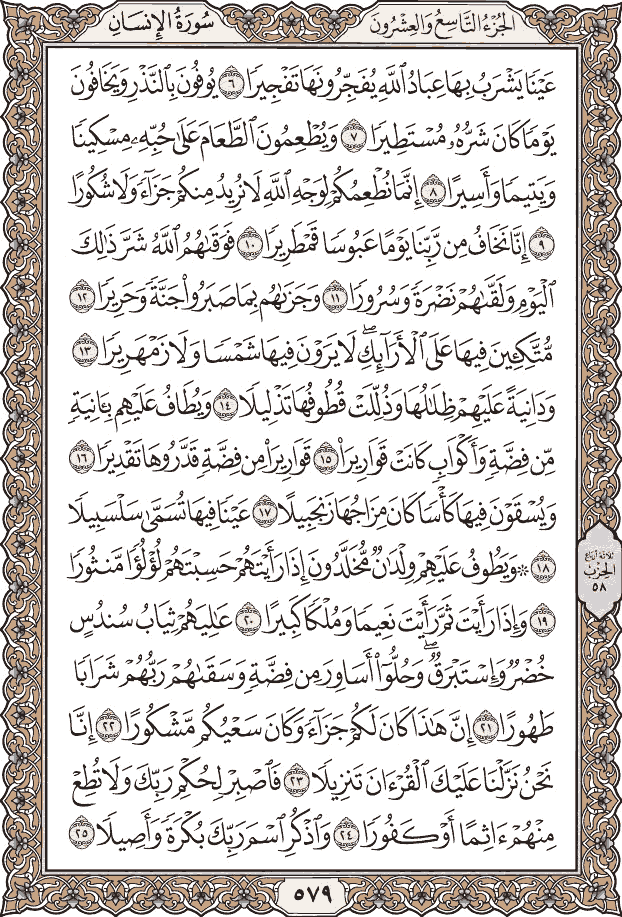 الجُزْءُ التَّاسِعُ وَالعِشْرُونَ
سُورَةُ الإِنسَانِ
عَيْنًا يَشْرَبُ بِهَا عِبَادُ ٱللَّهِ يُفَجِّرُونَهَا تَفْجِيرًا ٦ يُوفُونَ بِٱلنَّذْرِ وَيَخَافُونَ
يَوْمًا كَانَ شَرُّهُۥ مُسْتَطِيرًا ٧ وَيُطْعِمُونَ ٱلطَّعَامَ عَلَىٰ حُبِّهِۦ مِسْكِينًا
وَيَتِيمًا وَأَسِيرًا ٨ إِنَّمَا نُطْعِمُكُمْ لِوَجْهِ ٱللَّهِ لَا نُرِيدُ مِنكُمْ جَزَآءً وَلَا شُكُورًا
٩ إِنَّا نَخَافُ مِن رَّبِّنَا يَوْمًا عَبُوسًا قَمْطَرِيرًا ١٠ فَوَقَىٰهُمُ ٱللَّهُ شَرَّ ذَٰلِكَ
ٱلْيَوْمِ وَلَقَّىٰهُمْ نَضْرَةً وَسُرُورًا ١١ وَجَزَىٰهُم بِمَا صَبَرُوا۟ جَنَّةً وَحَرِيرًا ١٢
مُّتَّكِـِٔينَ فِيهَا عَلَى ٱلْأَرَآئِكِ ۖ لَا يَرَوْنَ فِيهَا شَمْسًا وَلَا زَمْهَرِيرًا ١٣
وَدَانِيَةً عَلَيْهِمْ ظِلَٰلُهَا وَذُلِّلَتْ قُطُوفُهَا تَذْلِيلًا ١٤ وَيُطَافُ عَلَيْهِم بِـَٔانِيَةٍ
مِّن فِضَّةٍ وَأَكْوَابٍ كَانَتْ قَوَارِيرَا۠ ١٥ قَوَارِيرَا۟ مِن فِضَّةٍ قَدَّرُوهَا تَقْدِيرًا ١٦
وَيُسْقَوْنَ فِيهَا كَأْسًا كَانَ مِزَاجُهَا زَنجَبِيلًا ١٧ عَيْنًا فِيهَا تُسَمَّىٰ سَلْسَبِيلًا
١٨ ۞ وَيَطُوفُ عَلَيْهِمْ وِلْدَٰنٌ مُّخَلَّدُونَ إِذَا رَأَيْتَهُمْ حَسِبْتَهُمْ لُؤْلُؤًا مَّنثُورًا
١٩ وَإِذَا رَأَيْتَ ثَمَّ رَأَيْتَ نَعِيمًا وَمُلْكًا كَبِيرًا ٢٠ عَٰلِيَهُمْ ثِيَابُ سُندُسٍ
خُضْرٌ وَإِسْتَبْرَقٌ ۖ وَحُلُّوٓا۟ أَسَاوِرَ مِن فِضَّةٍ وَسَقَىٰهُمْ رَبُّهُمْ شَرَابًا
طَهُورًا ٢١ إِنَّ هَٰذَا كَانَ لَكُمْ جَزَآءً وَكَانَ سَعْيُكُم مَّشْكُورًا ٢٢ إِنَّا
نَحْنُ نَزَّلْنَا عَلَيْكَ ٱلْقُرْءَانَ تَنزِيلًا ٢٣ فَٱصْبِرْ لِحُكْمِ رَبِّكَ وَلَا تُطِعْ
مِنْهُمْ ءَاثِمًا أَوْ كَفُورًا ٢٤ وَٱذْكُرِ ٱسْمَ رَبِّكَ بُكْرَةً وَأَصِيلًا ٢٥
ثلاثة أرباع
الحزب
٥٨
٥٧٩